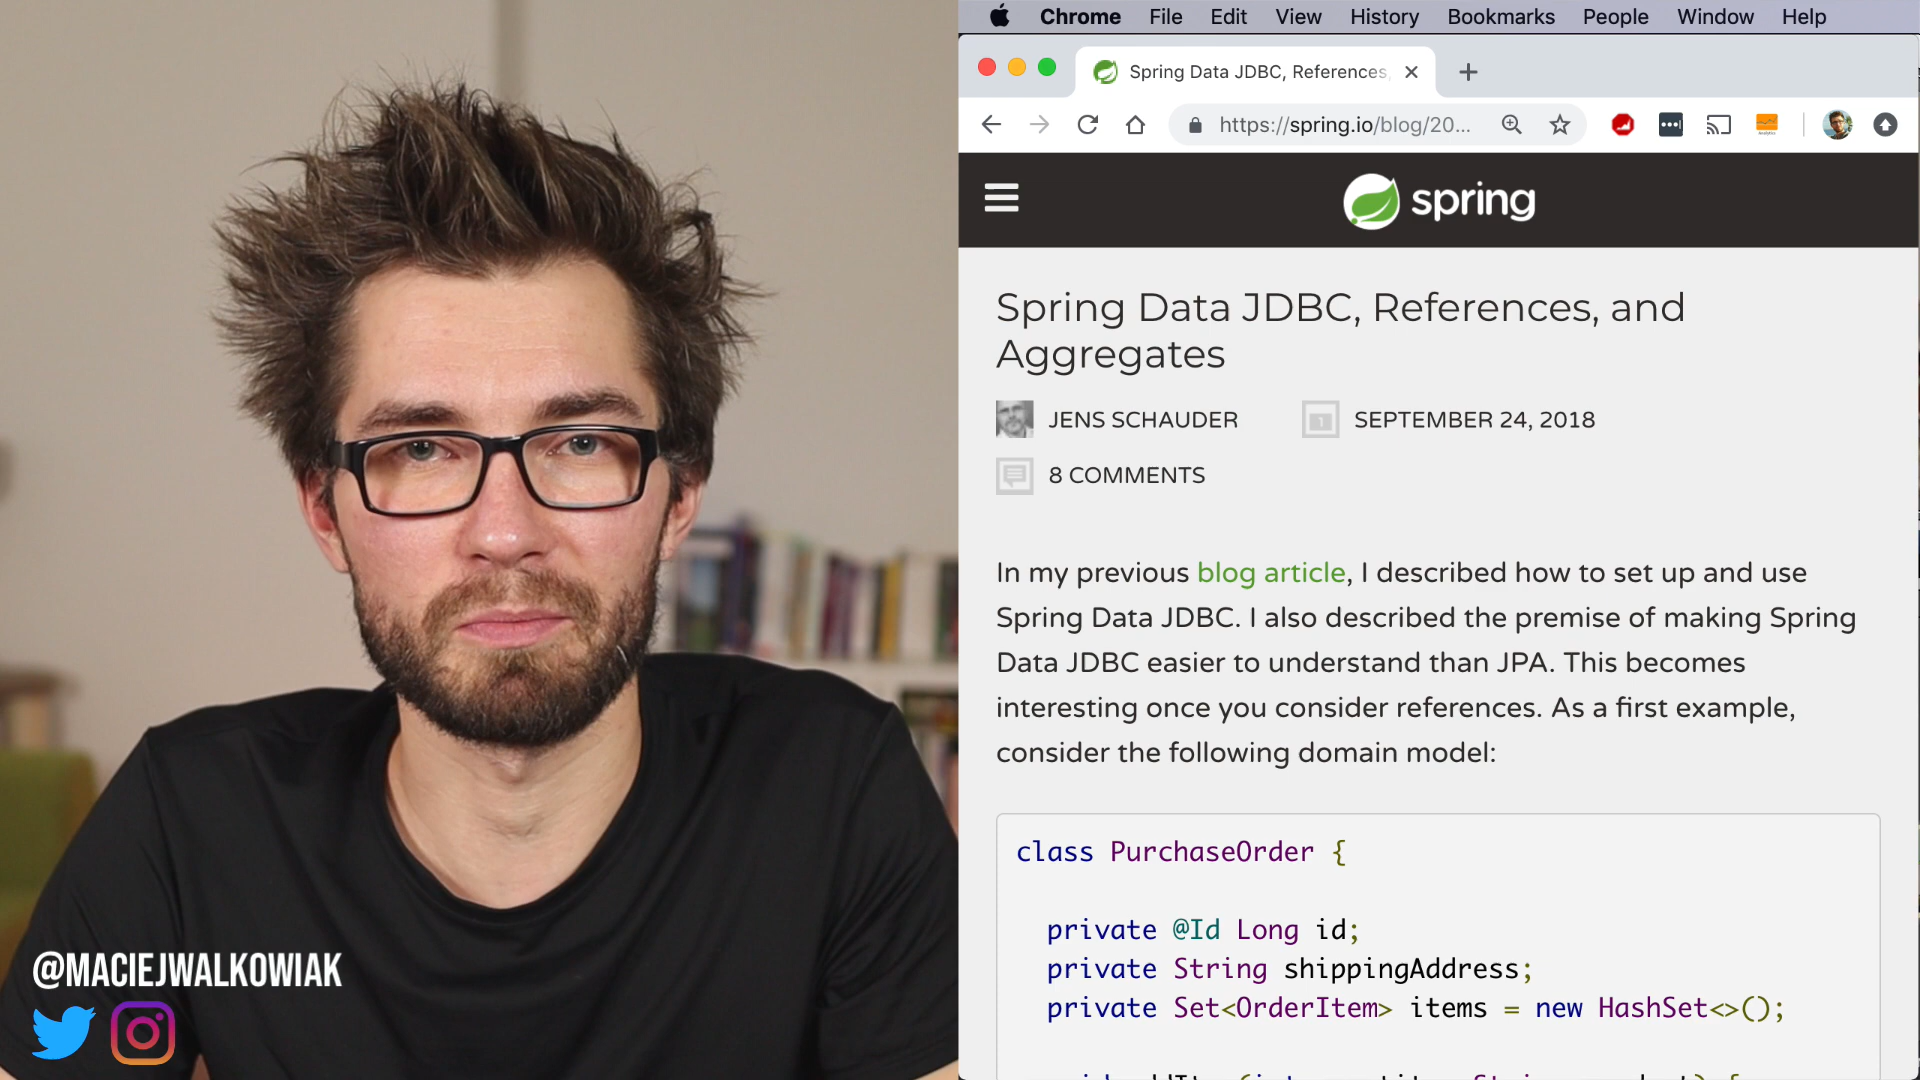 @MACIEJWALKOWIAK
Chrome File Edit View History Bookmarks People Window Help
Spring Data JDBC, References,
https://spring.io/blog/20...
spring
Spring Data JDBC, References, and
Aggregates
JENS SCHAUDER
1
SEPTEMBER 24, 2018
8 COMMENTS
In my previous blog article, I described how to set up and use
Spring Data JDBC. I also described the premise of making Spring
Data JDBC easier to understand than JPA. This becomes
interesting once you consider references. As a first example,
consider the following domain model:
class PurchaseOrder {
private @Id Long id;
private String shippingAddress;
private Set<OrderItem> items = new HashSet<>();